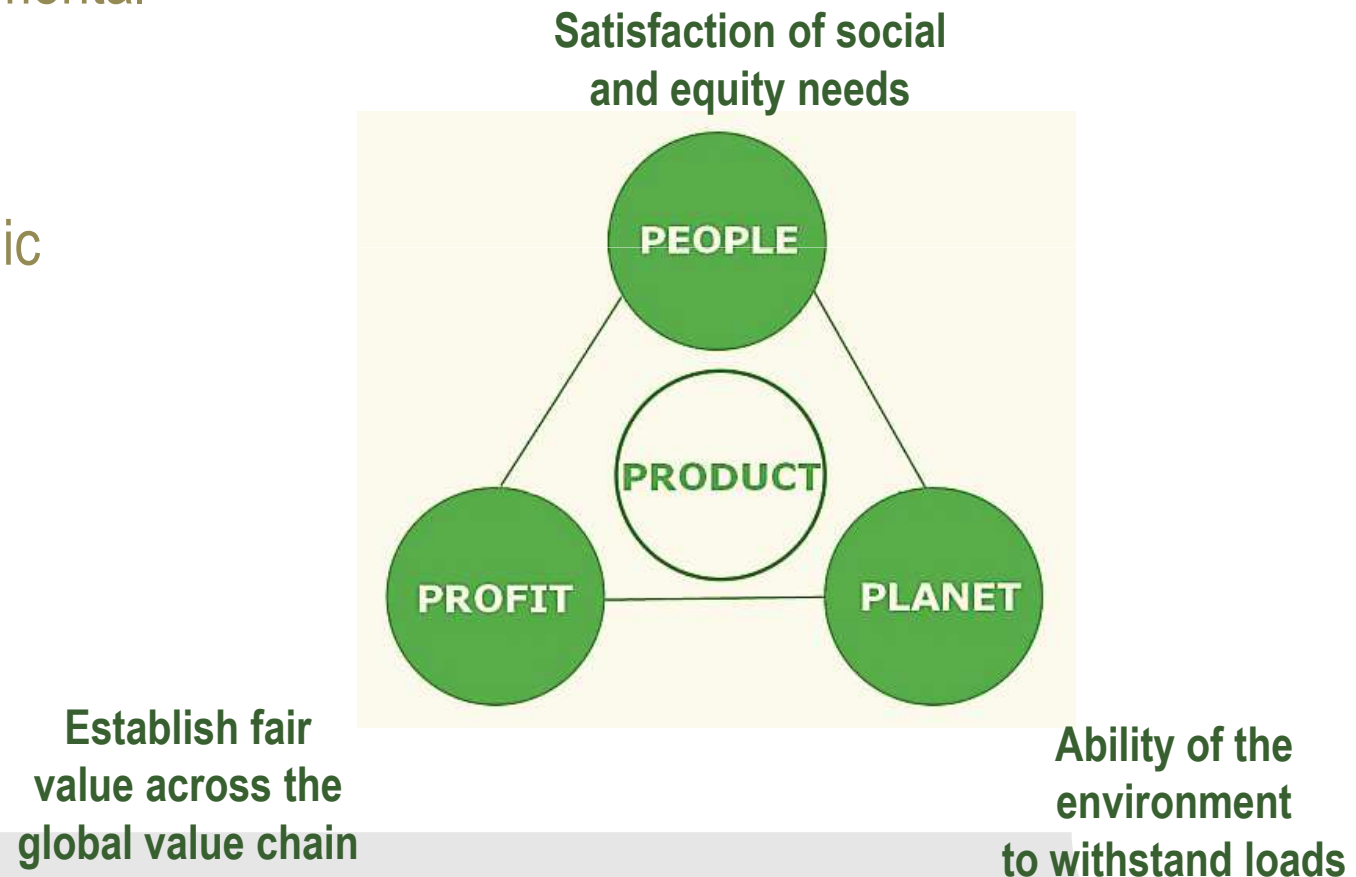 Satisfaction of social
and equity needs
ic
PEOPLE
PRODUCT
PROFIT
PLANET
Establish fair
value across the
global value chain
Ability of the
environment
to withstand loads